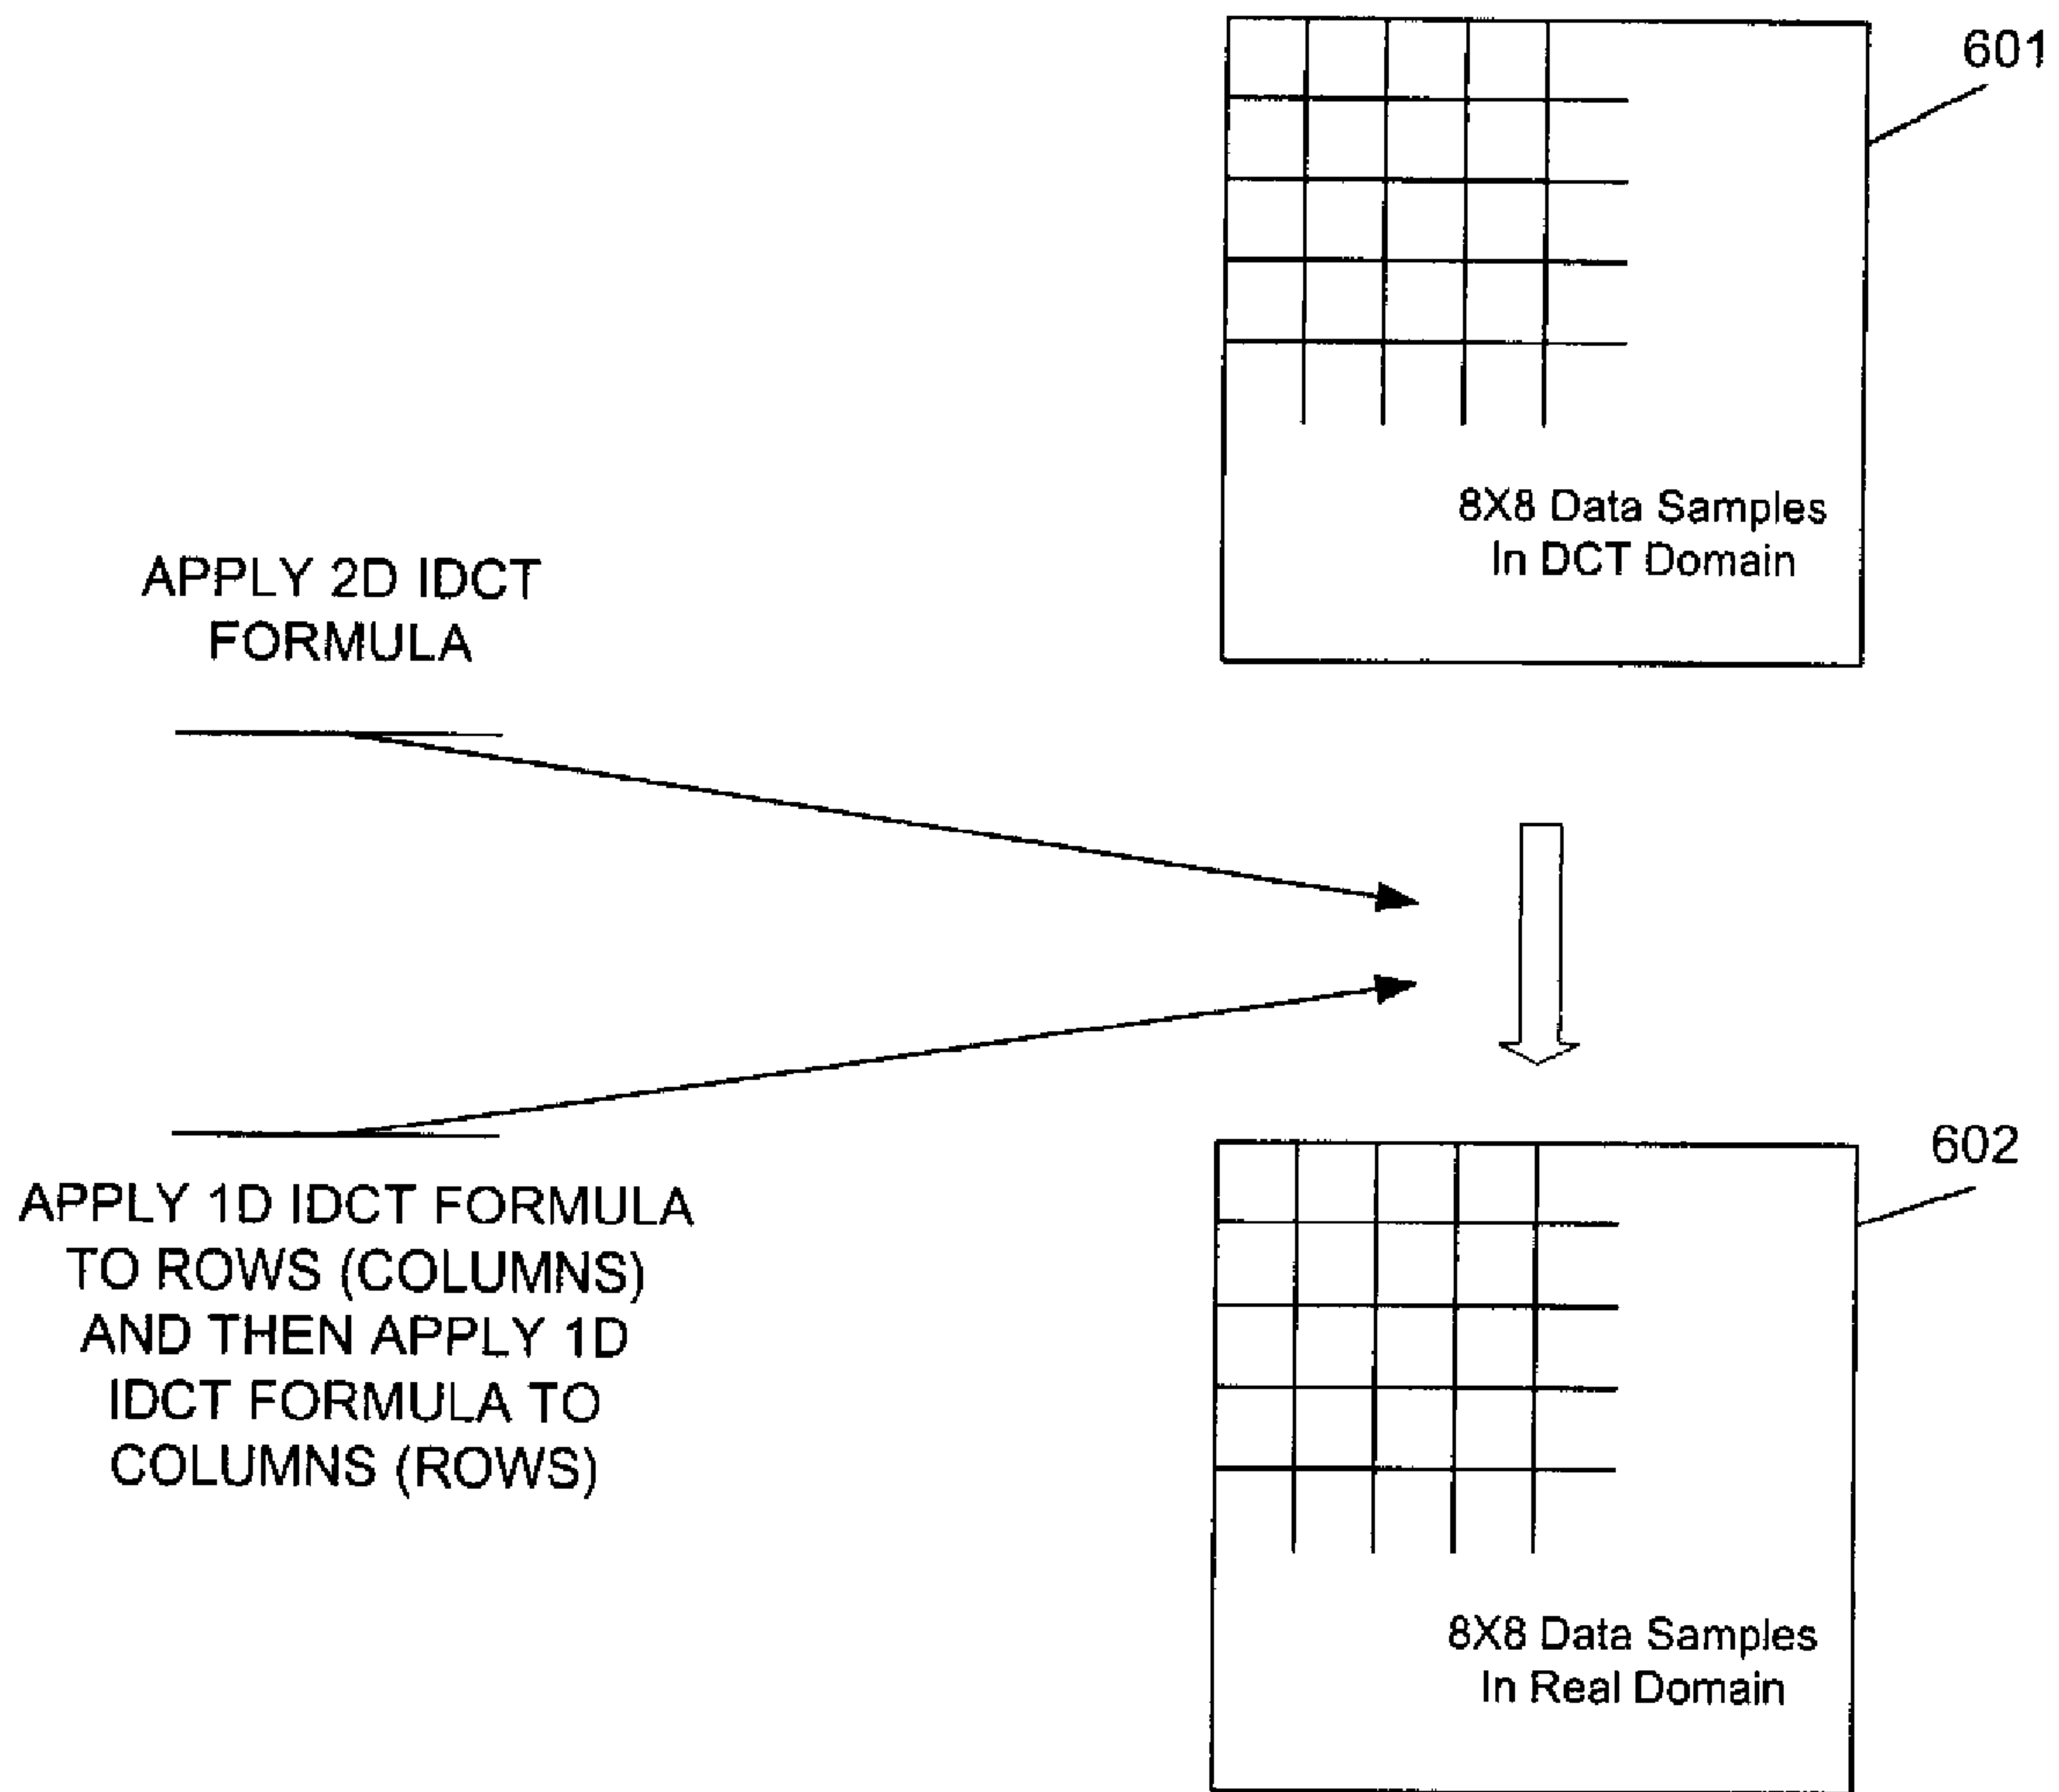 601
8X8 Data Samples
In DCT Domain
APPLY 2D IDCT
FORMULA
602
APPLY 1D IDCT FORMULA
TO ROWS (COLUMNS)
AND THEN APPLY 1D
IDCT FORMULA TO
COLUMNS (ROWS)
8X8 Data Samples
In Real Domain